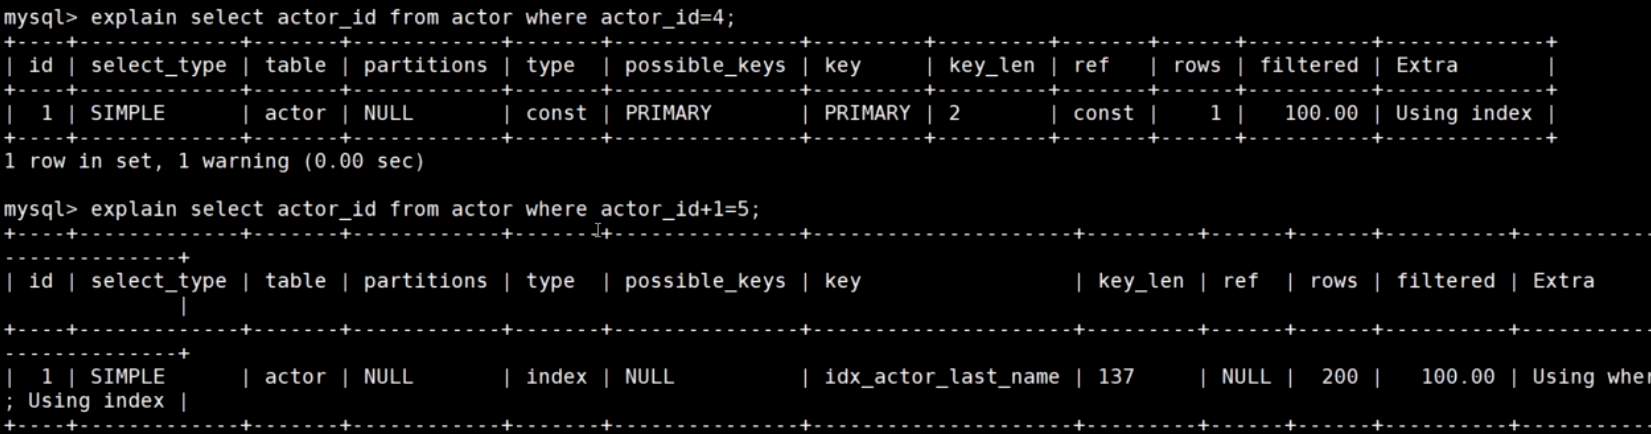 mysql> explain select actor_id from actor where actor_id=4;
+----+-------------+-------+------------+-------+---------------+---------+---------+-------+------+----------+-------------+
| id | select_type | table | partitions | type  | possible_keys | key     | key_len | ref   | rows | filtered | Extra       |
+----+-------------+-------+------------+-------+---------------+---------+---------+-------+------+----------+-------------+
|  1 | SIMPLE      | actor | NULL       | const | PRIMARY       | PRIMARY | 2       | const |    1 |   100.00 | Using index |
+----+-------------+-------+------------+-------+---------------+---------+---------+-------+------+----------+-------------+
1 row in set, 1 warning (0.00 sec)
mysql> explain select actor_id from actor where actor_id+1=5;
+----+-------------+-------+------------+-------+---------------+---------------------+---------+------+------+----------+-----------
--------------+
| id | select_type | table | partitions | type  | possible_keys | key                 | key_len | ref  | rows | filtered | Extra
              |
+----+-------------+-------+------------+-------+---------------+---------------------+---------+------+------+----------+-----------
--------------+
|  1 | SIMPLE      | actor | NULL       | index | NULL          | idx_actor_last_name | 137     | NULL |  200 |   100.00 | Using wher
; Using index |
+----+-------------+-------+------------+-------+---------------+---------------------+---------+------+------+----------+-----------